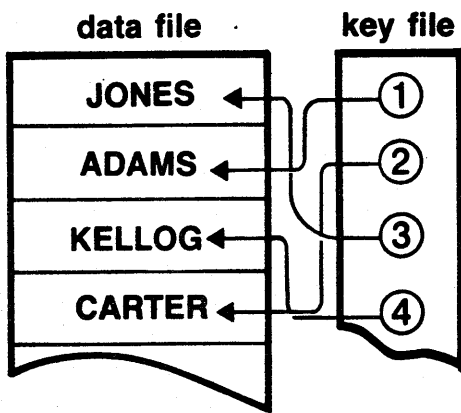 data file key file
JONES 1
ADAMS 2
KELLOG 3
CARTER 4